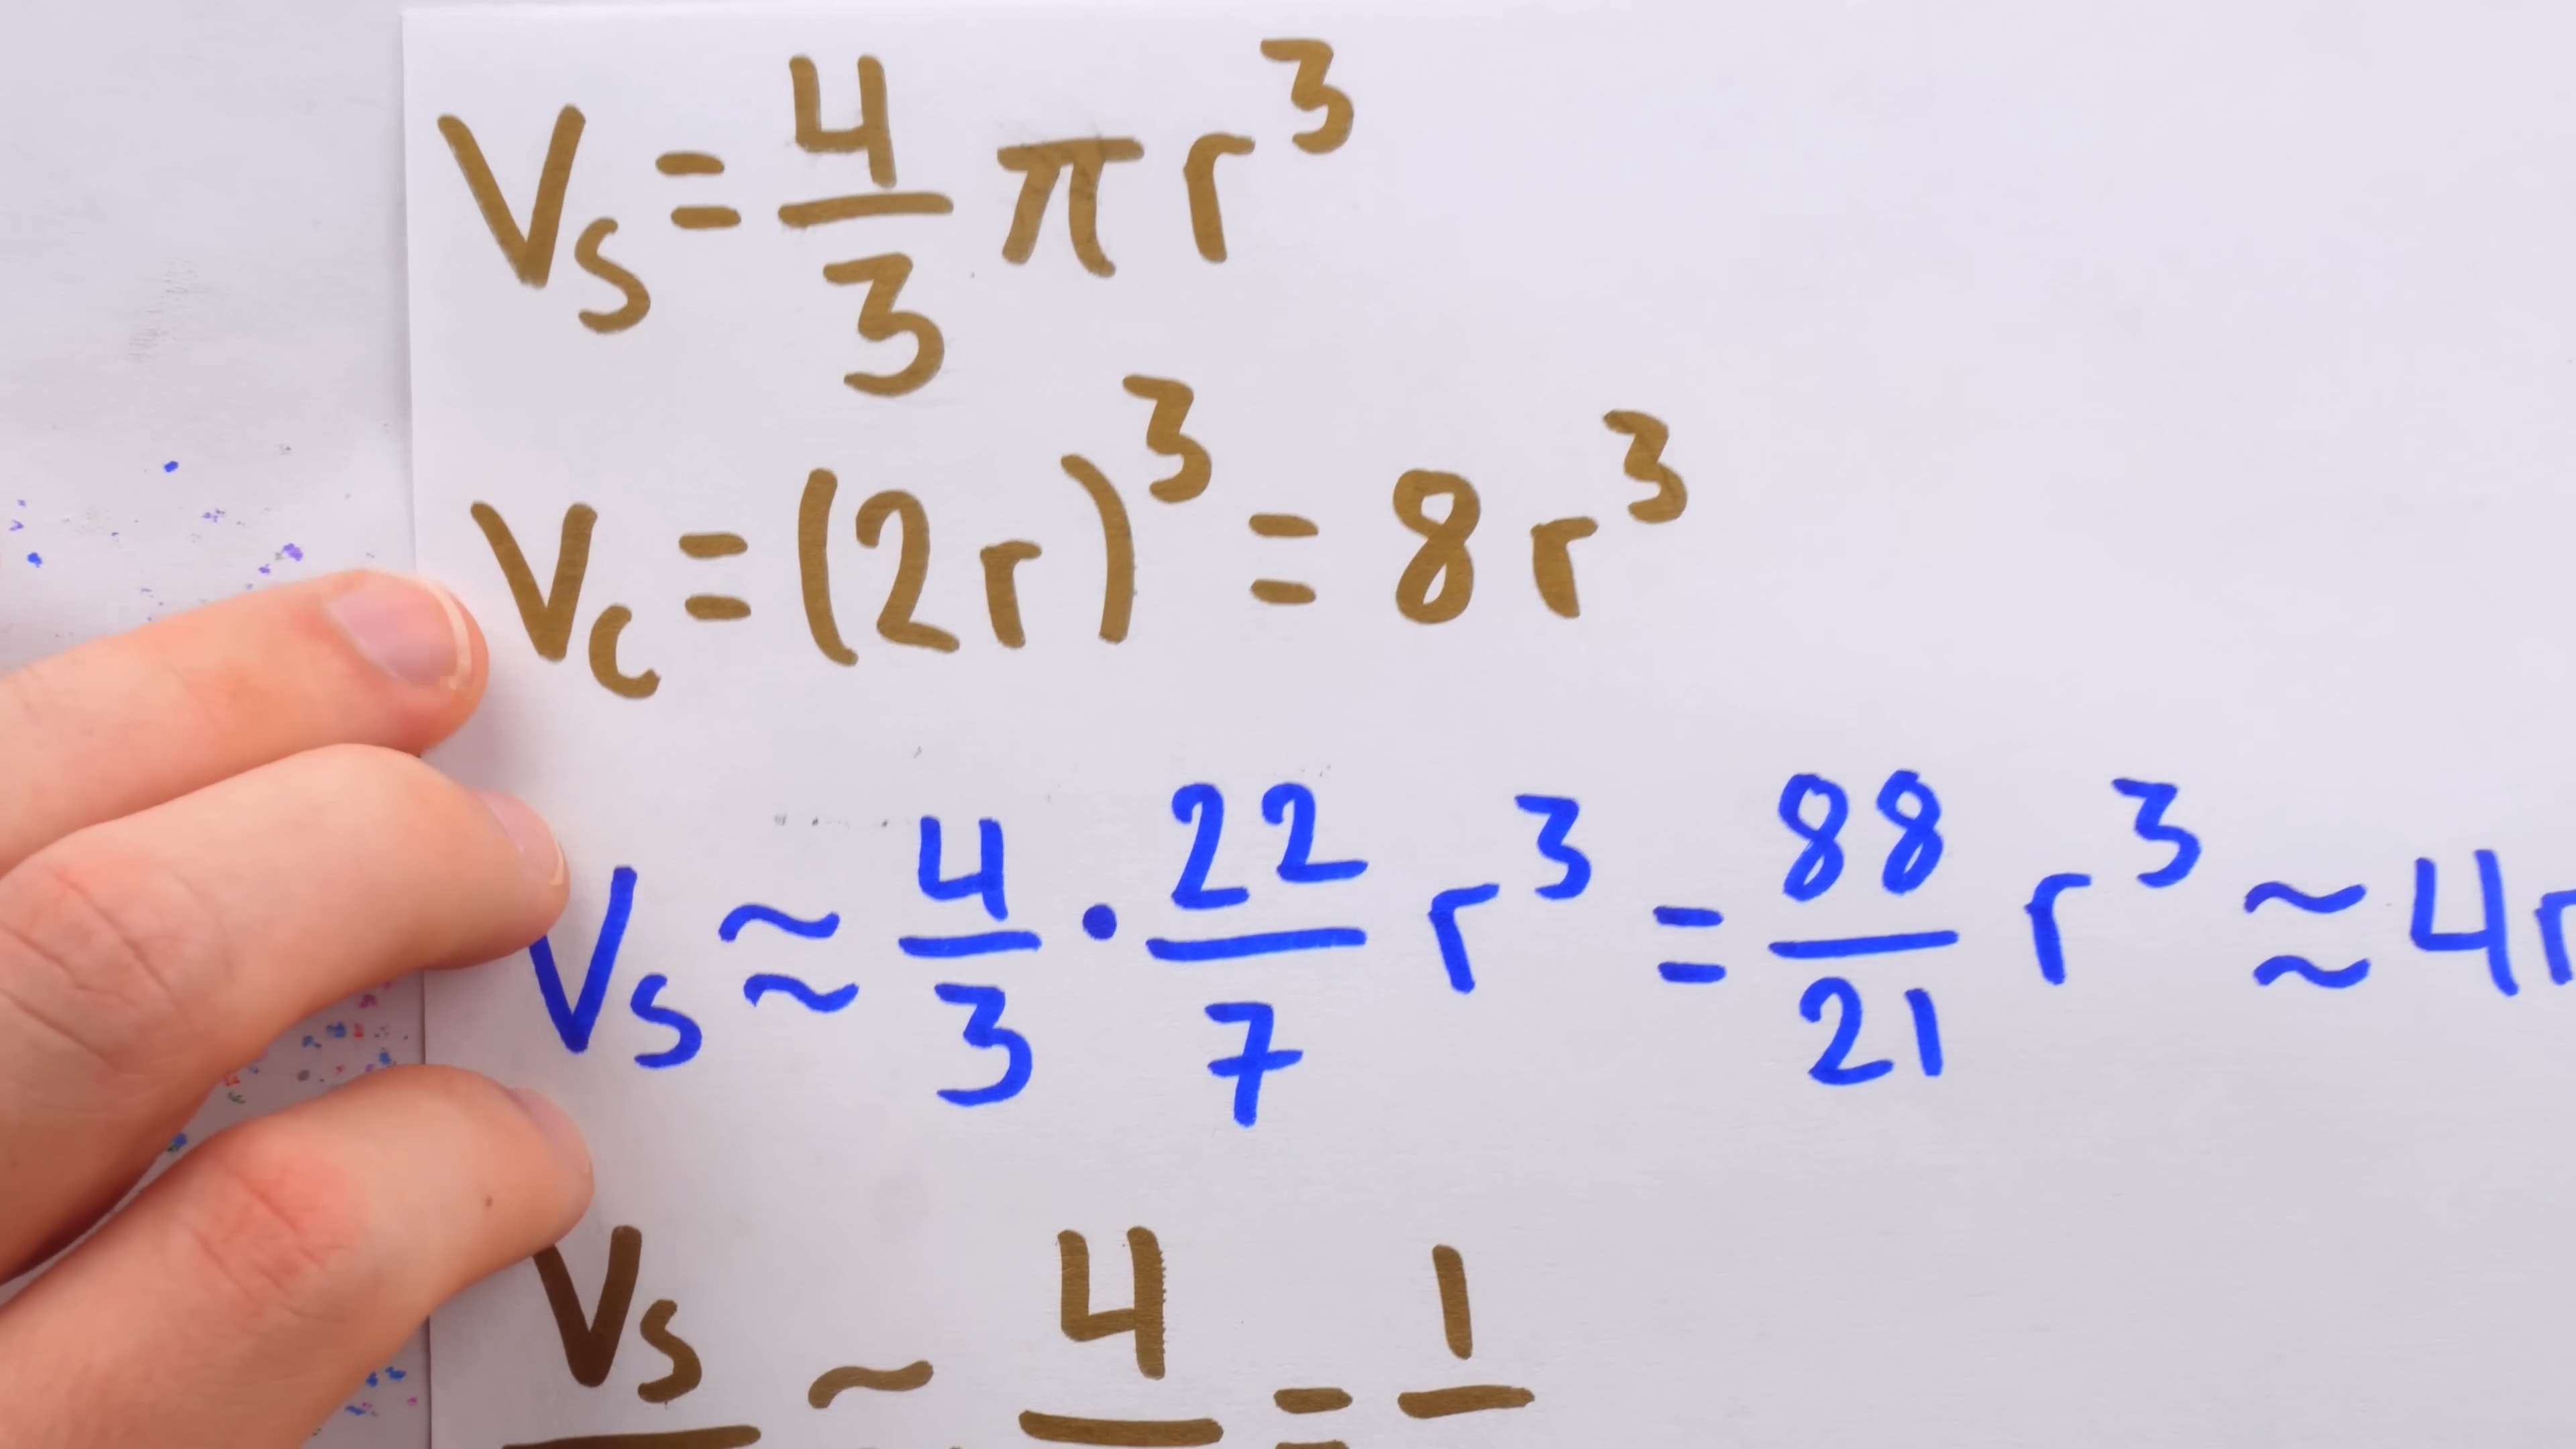 Vs = 4/3 π r³
Vc = (2r)³ = 8r³
Vs ≈ 4/3 · 22/7 r³ = 88/21 r³ ≈ 4r
Vs ≈ 4 = 1